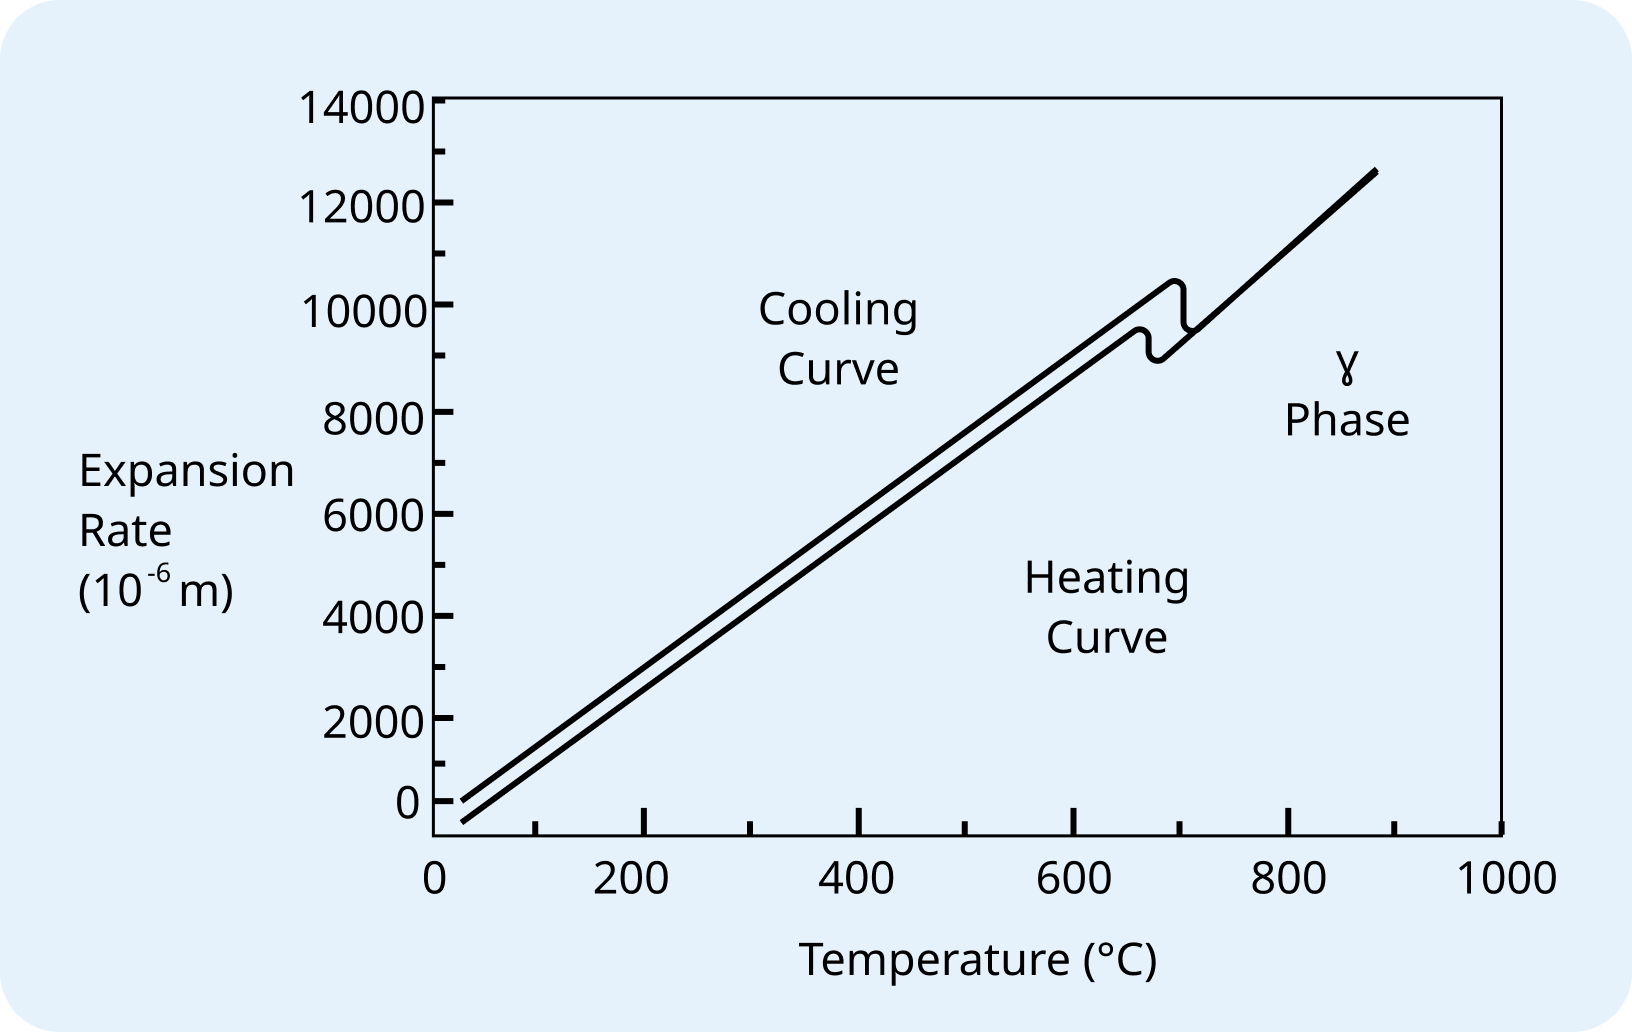 14000
12000
10000
8000
6000
4000
2000
0
Expansion
Rate
(10⁻⁶ m)
Cooling
Curve
Heating
Curve
Ɣ
Phase
0 200 400 600 800 1000
Temperature (°C)